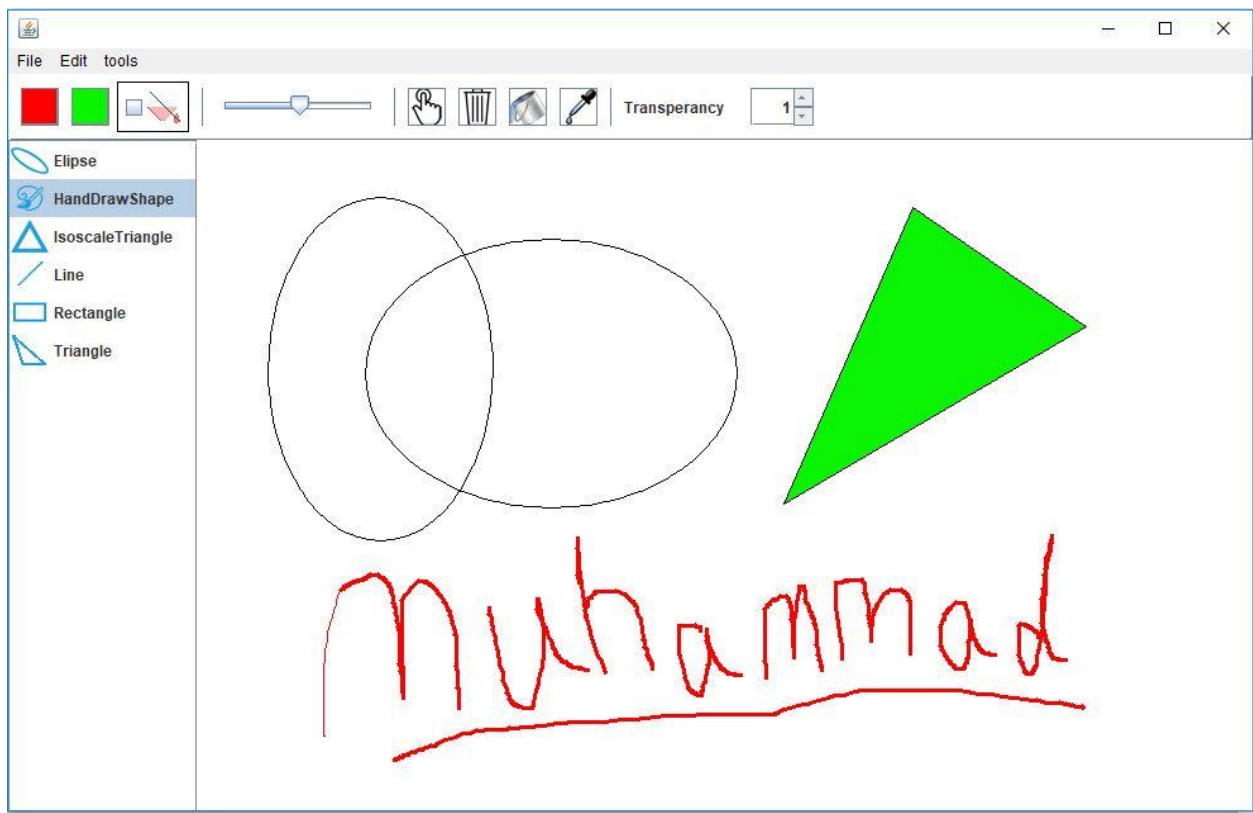 File Edit tools
Transperancy 1
Elipse
HandDrawShape
IsoscaleTriangle
Line
Rectangle
Triangle
Muhammad